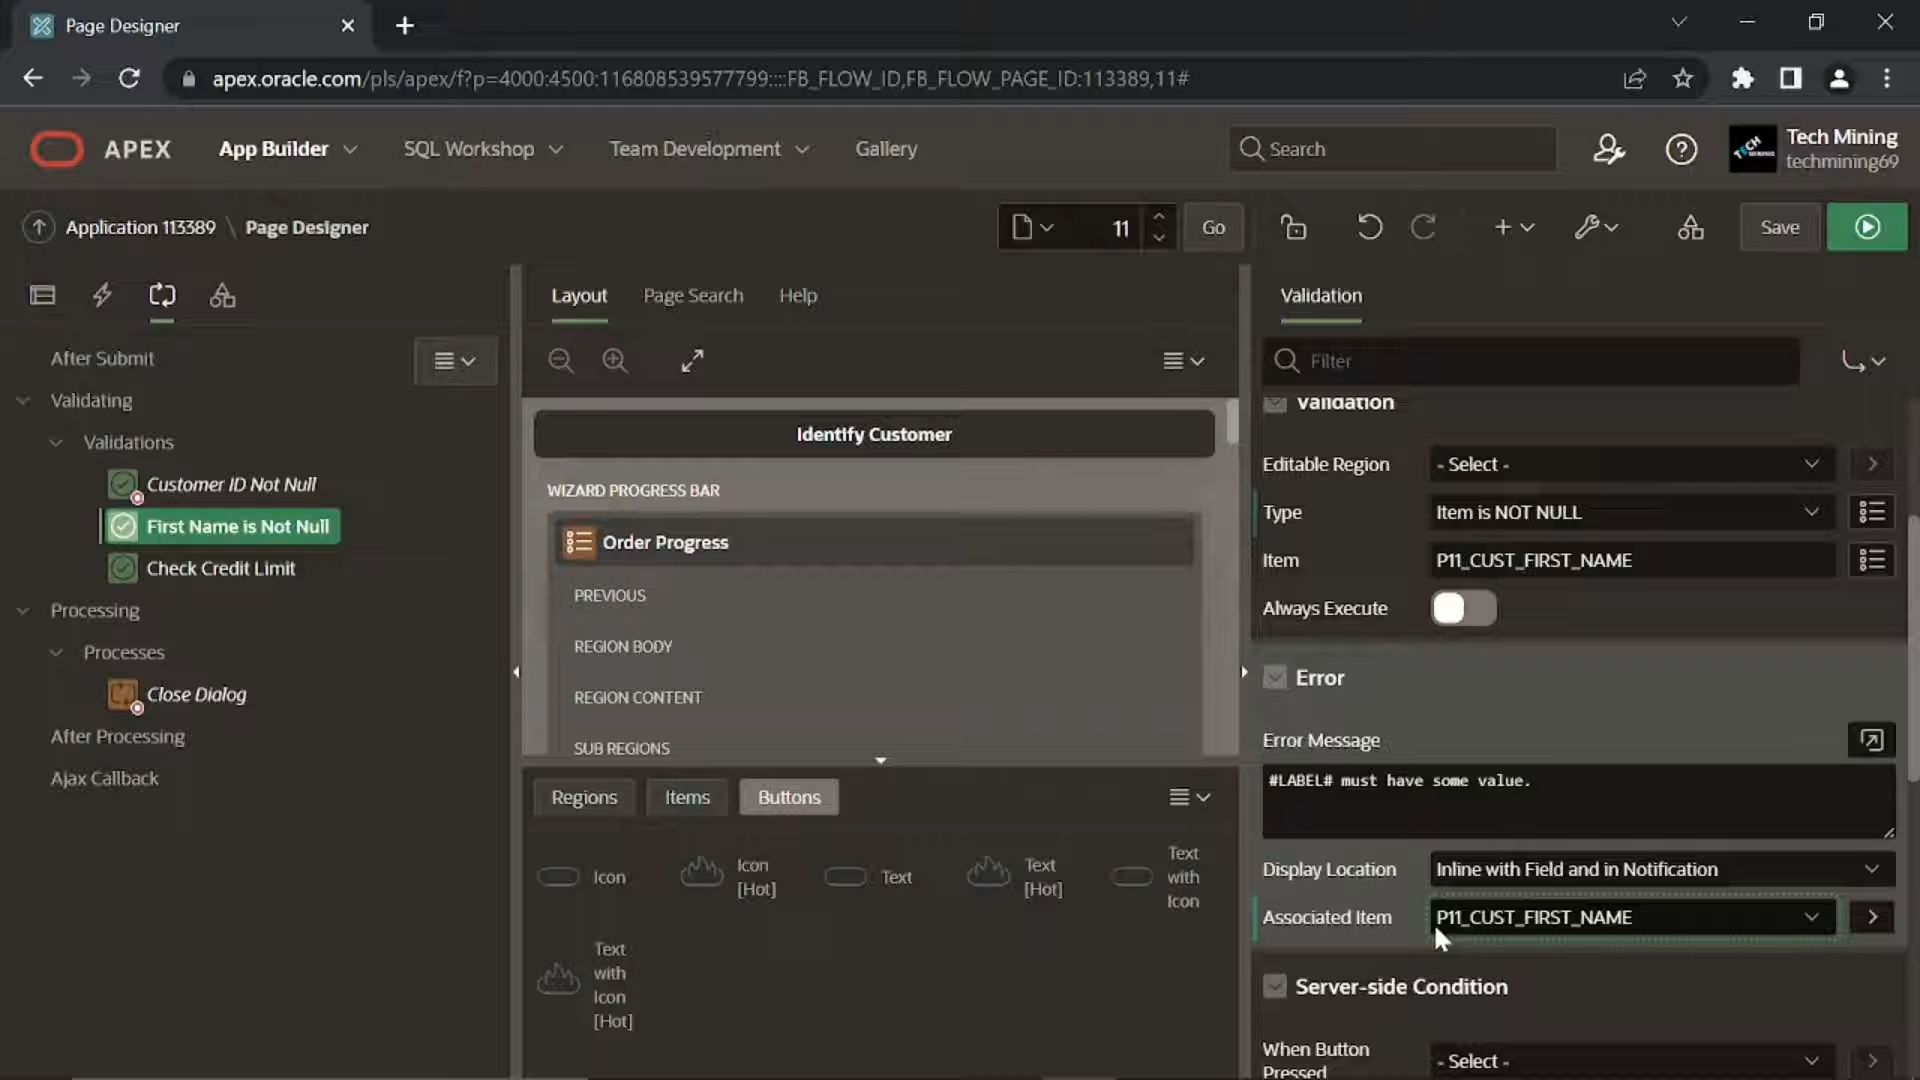 Page Designer
apex.oracle.com/pls/apex/f?p=4000:4500:116808539577799::::FB_FLOW_ID,FB_FLOW_PAGE_ID:113389,11#
APEX
App Builder
SQL Workshop
Team Development
Gallery
Search
Tech Mining
techmining69
Application 113389 \ Page Designer
11
Go
Save
After Submit
Validating
Validations
Customer ID Not Null
First Name is Not Null
Check Credit Limit
Processing
Processes
Close Dialog
After Processing
Ajax Callback
Layout
Page Search
Help
Identify Customer
WIZARD PROGRESS BAR
Order Progress
PREVIOUS
REGION BODY
REGION CONTENT
SUB REGIONS
Regions
Items
Buttons
Icon
Icon
[Hot]
Text
Text
[Hot]
Text
with
Icon
Text
with
Icon
[Hot]
Validation
Filter
Validation
Editable Region
- Select -
Type
Item is NOT NULL
Item
P11_CUST_FIRST_NAME
Always Execute
Error
Error Message
#LABEL# must have some value.
Display Location
Inline with Field and in Notification
Associated Item
P11_CUST_FIRST_NAME
Server-side Condition
When Button
Pressed
- Select -